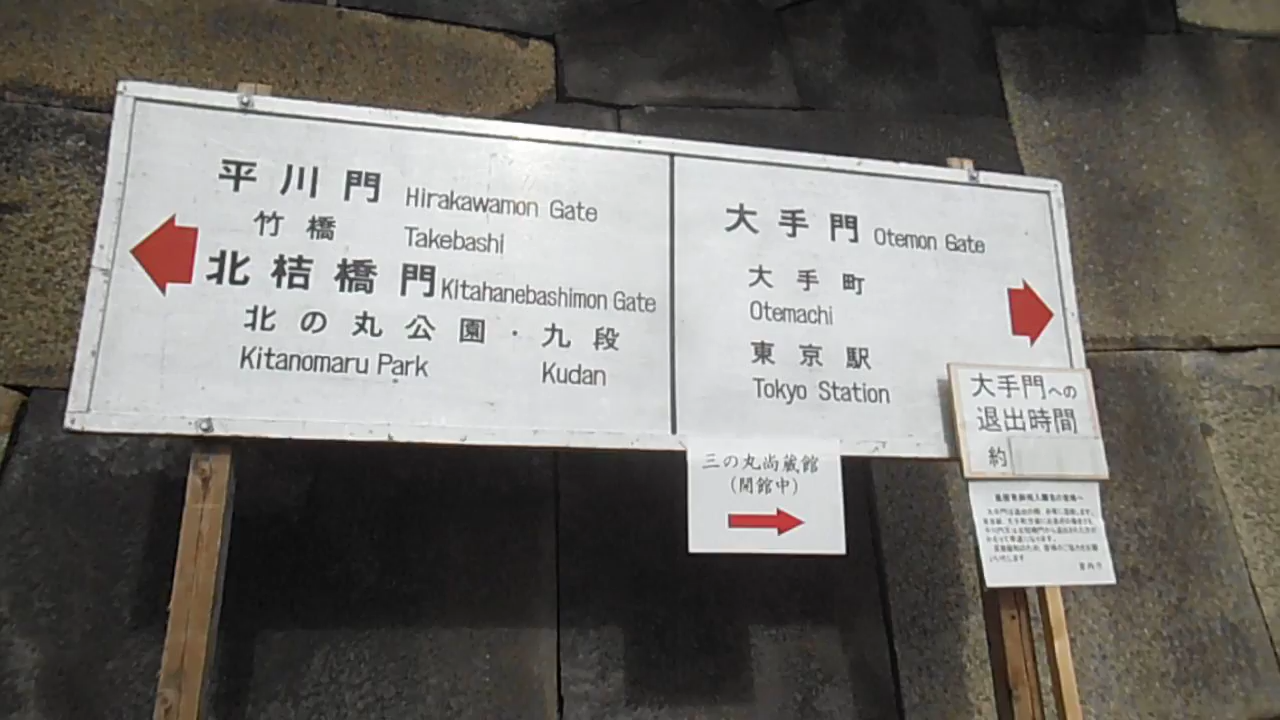 平川門 Hirakawamon Gate
竹橋 Takebashi
北桔橋門 Kitahanebashimon Gate
北の丸公園・九段
Kitanomaru Park Kudan
大手門 Otemon Gate
大手町
Otemachi
東京駅
Tokyo Station
三の丸尚蔵館
(開館中)
大手門への
退出時間
約